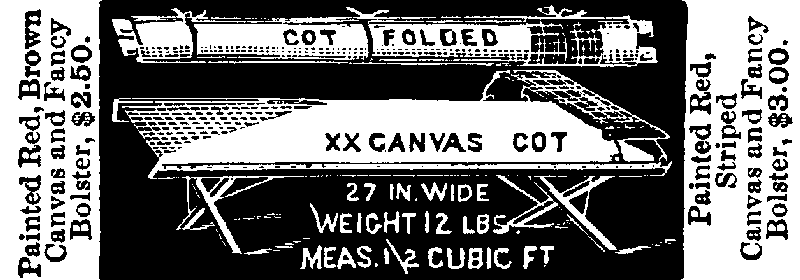 Painted Red, Brown
Canvas and Fancy
Bolster, $2.50.
COT FOLDED
XX CANVAS COT
27 IN. WIDE
WEIGHT 12 LBS.
MEAS. 1½ CUBIC FT
Painted Red,
Striped
Canvas and Fancy
Bolster, $3.00.